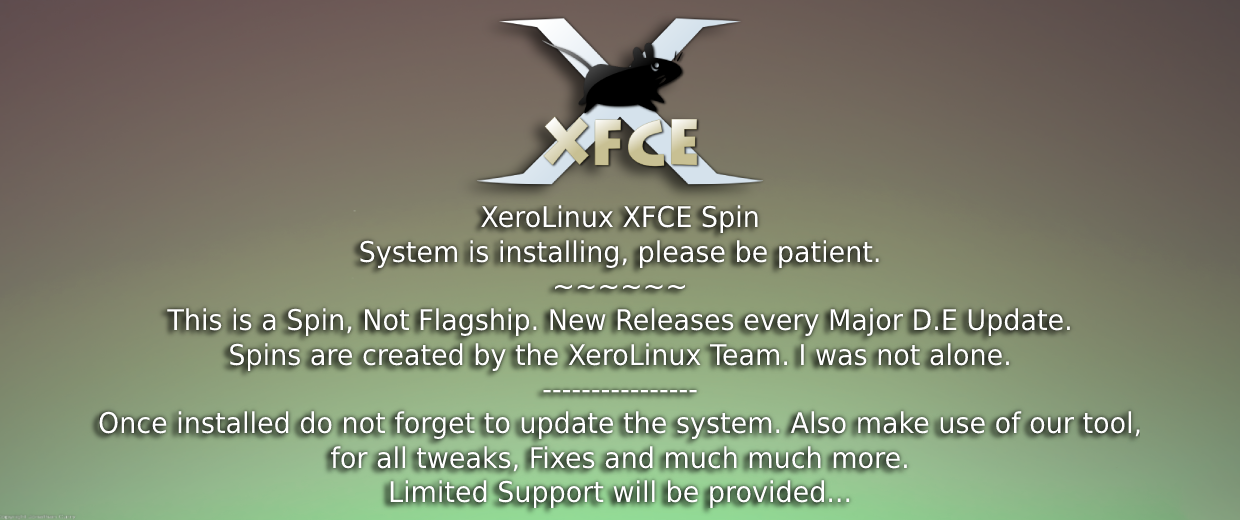 XFCE
XeroLinux XFCE Spin
System is installing, please be patient.
~~~~~~
This is a Spin, Not Flagship. New Releases every Major D.E Update.
Spins are created by the XeroLinux Team. I was not alone.
----------------
Once installed do not forget to update the system. Also make use of our tool,
for all tweaks, Fixes and much much more.
Limited Support will be provided...